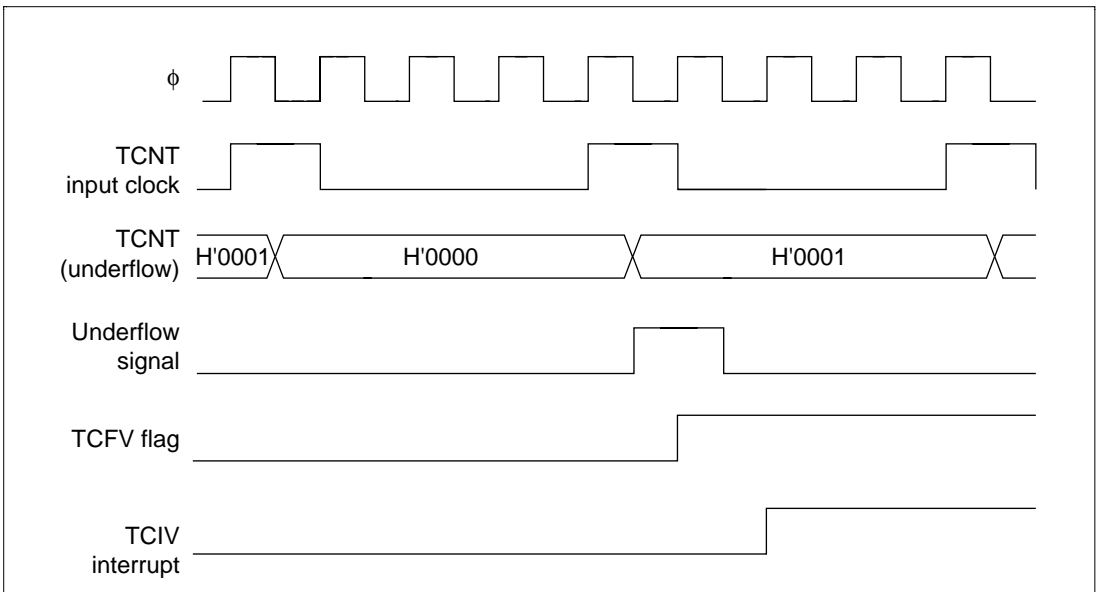 ϕ
TCNT
input clock
TCNT
(underflow)
H'0001
H'0000
H'0001
Underflow
signal
TCFV flag
TCIV
interrupt